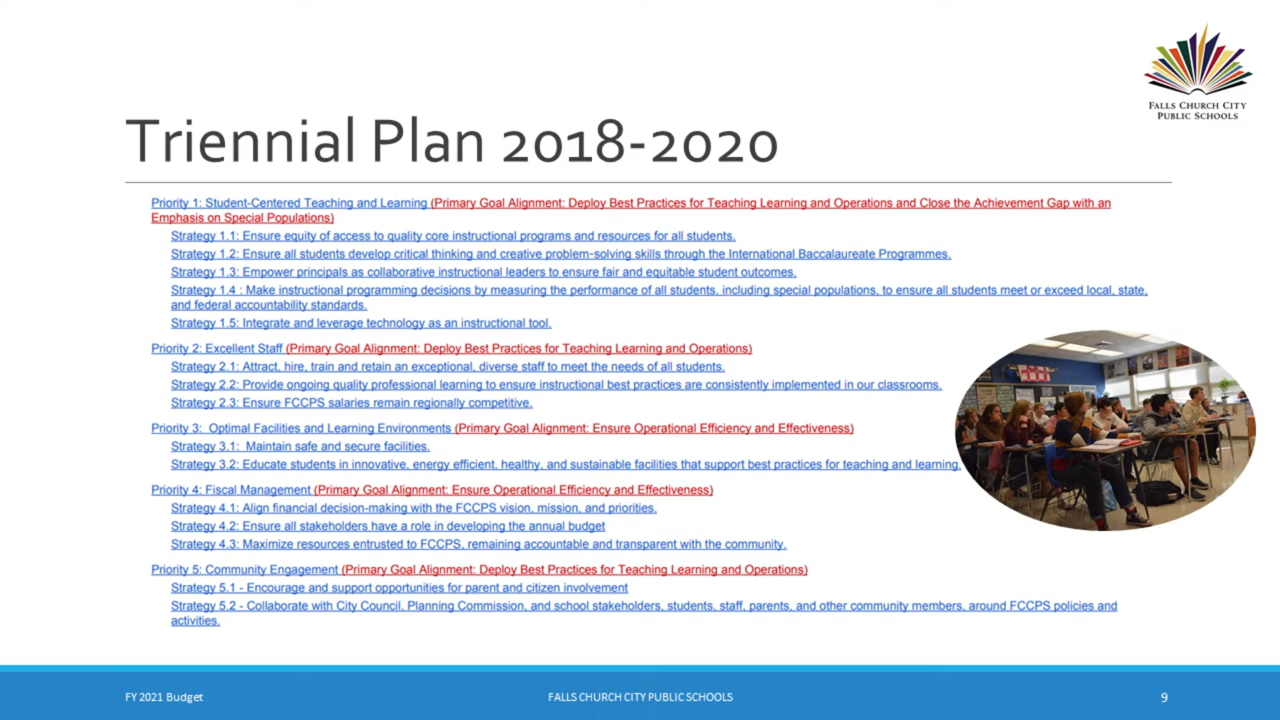 FALLS CHURCH CITY
PUBLIC SCHOOLS
Triennial Plan 2018-2020
Priority 1: Student-Centered Teaching and Learning (Primary Goal Alignment: Deploy Best Practices for Teaching Learning and Operations and Close the Achievement Gap with an
Emphasis on Special Populations)
Strategy 1.1: Ensure equity of access to quality core instructional programs and resources for all students.
Strategy 1.2: Ensure all students develop critical thinking and creative problem-solving skills through the International Baccalaureate Programmes.
Strategy 1.3: Empower principals as collaborative instructional leaders to ensure fair and equitable student outcomes.
Strategy 1.4 : Make instructional programming decisions by measuring the performance of all students, including special populations, to ensure all students meet or exceed local, state,
and federal accountability standards.
Strategy 1.5: Integrate and leverage technology as an instructional tool.
Priority 2: Excellent Staff (Primary Goal Alignment: Deploy Best Practices for Teaching Learning and Operations)
Strategy 2.1: Attract, hire, train and retain an exceptional, diverse staff to meet the needs of all students.
Strategy 2.2: Provide ongoing quality professional learning to ensure instructional best practices are consistently implemented in our classrooms.
Strategy 2.3: Ensure FCCPS salaries remain regionally competitive.
Priority 3: Optimal Facilities and Learning Environments (Primary Goal Alignment: Ensure Operational Efficiency and Effectiveness)
Strategy 3.1: Maintain safe and secure facilities.
Strategy 3.2: Educate students in innovative, energy efficient, healthy, and sustainable facilities that support best practices for teaching and learning.
Priority 4: Fiscal Management (Primary Goal Alignment: Ensure Operational Efficiency and Effectiveness)
Strategy 4.1: Align financial decision-making with the FCCPS vision, mission, and priorities.
Strategy 4.2: Ensure all stakeholders have a role in developing the annual budget
Strategy 4.3: Maximize resources entrusted to FCCPS, remaining accountable and transparent with the community.
Priority 5: Community Engagement (Primary Goal Alignment: Deploy Best Practices for Teaching Learning and Operations)
Strategy 5.1 - Encourage and support opportunities for parent and citizen involvement
Strategy 5.2 - Collaborate with City Council, Planning Commission, and school stakeholders, students, staff, parents, and other community members, around FCCPS policies and
activities.
FY 2021 Budget
FALLS CHURCH CITY PUBLIC SCHOOLS
9